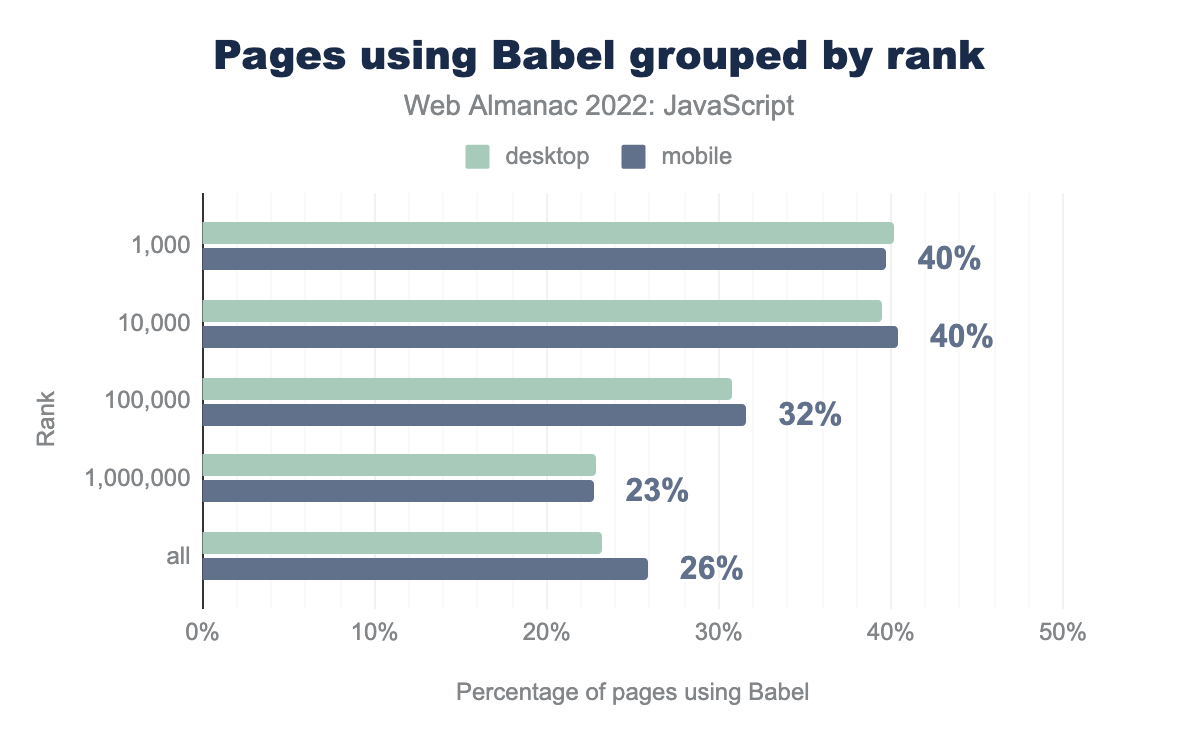 Pages using Babel grouped by rank
Web Almanac 2022: JavaScript
desktop mobile
1,000 40%
10,000 40%
100,000 32%
1,000,000 23%
all 26%
Rank
0% 10% 20% 30% 40% 50%
Percentage of pages using Babel